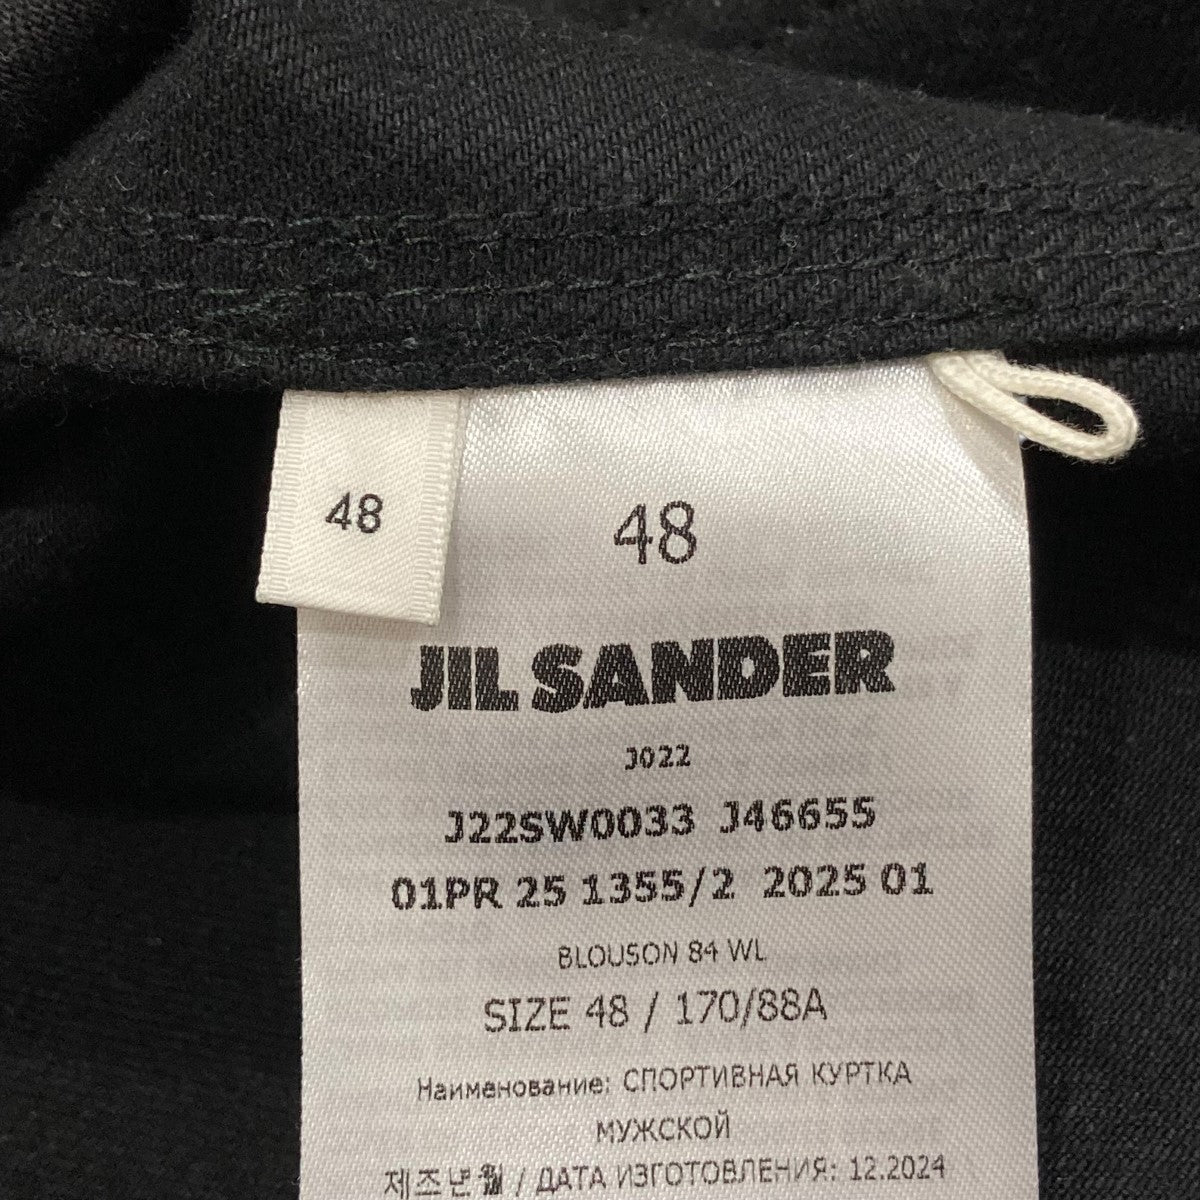 48
48
JIL SANDER
J022
J22SW0033 J46655
01PR 25 1355/2 2025 01
BLOUSON 84 WL
SIZE 48 / 170/88A
Наименование: СПОРТИВНАЯ КУРТКА
МУЖСКОЙ
제조년월 / ДАТА ИЗГОТОВЛЕНИЯ: 12.2024